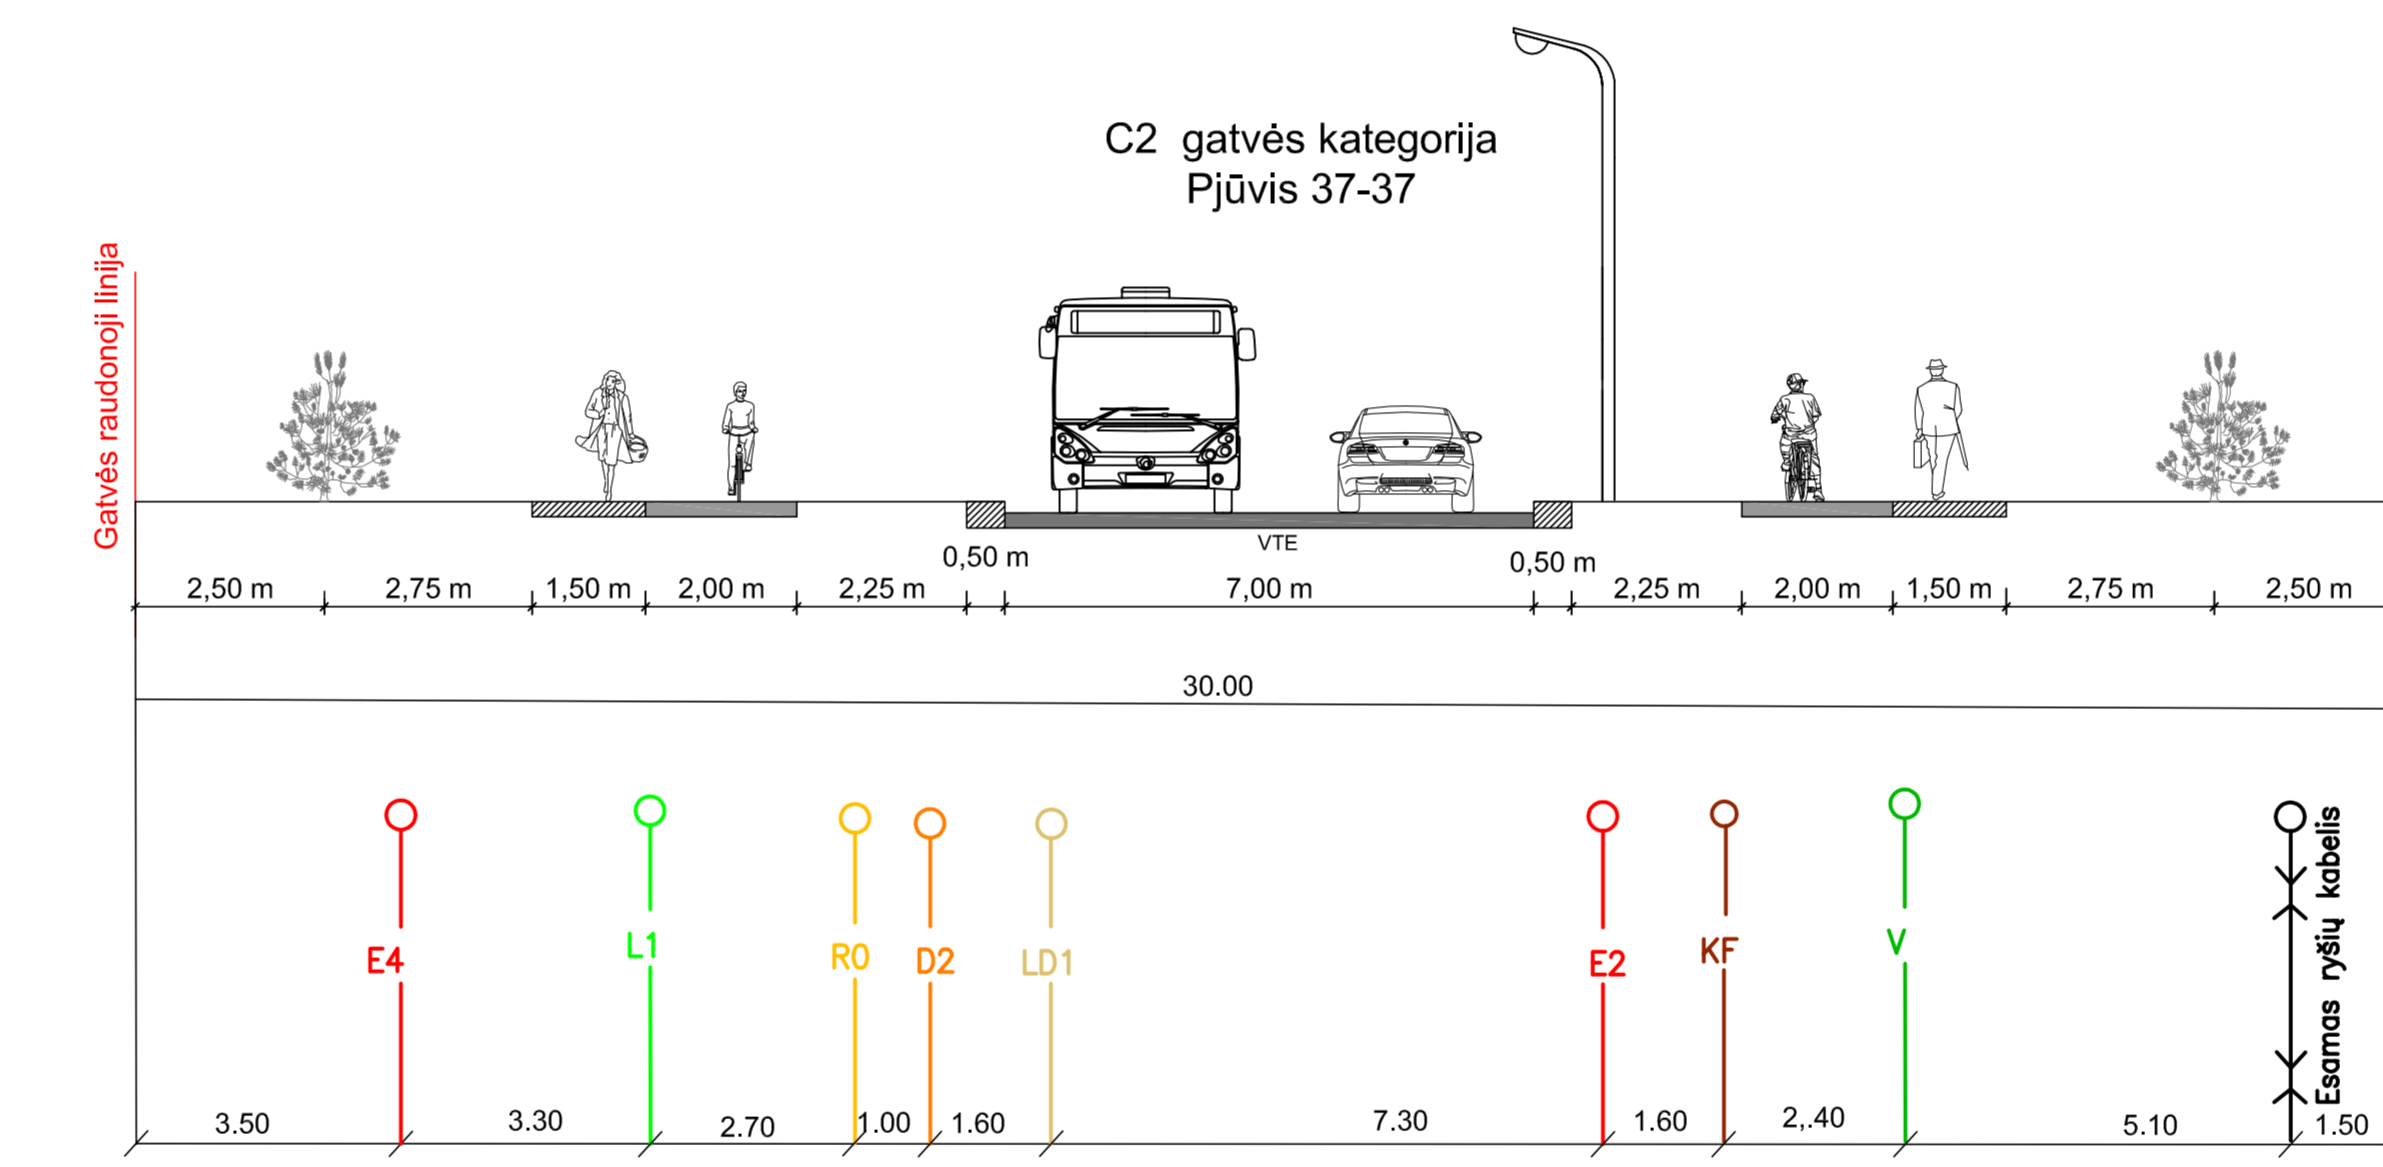 C2 gatvės kategorija
Pjūvis 37-37
Gatvės raudonoji linija
VTE
0,50 m
0,50 m
2,50 m
2,75 m
1,50 m
2,00 m
2,25 m
7,00 m
2,25 m
2,00 m
1,50 m
2,75 m
2,50 m
30.00
E4
L1
R0
D2
LD1
E2
KF
V
Esamas ryšių kabelis
3.50
3.30
2.70
1.00
1.60
7.30
1.60
2,.40
5.10
1.50